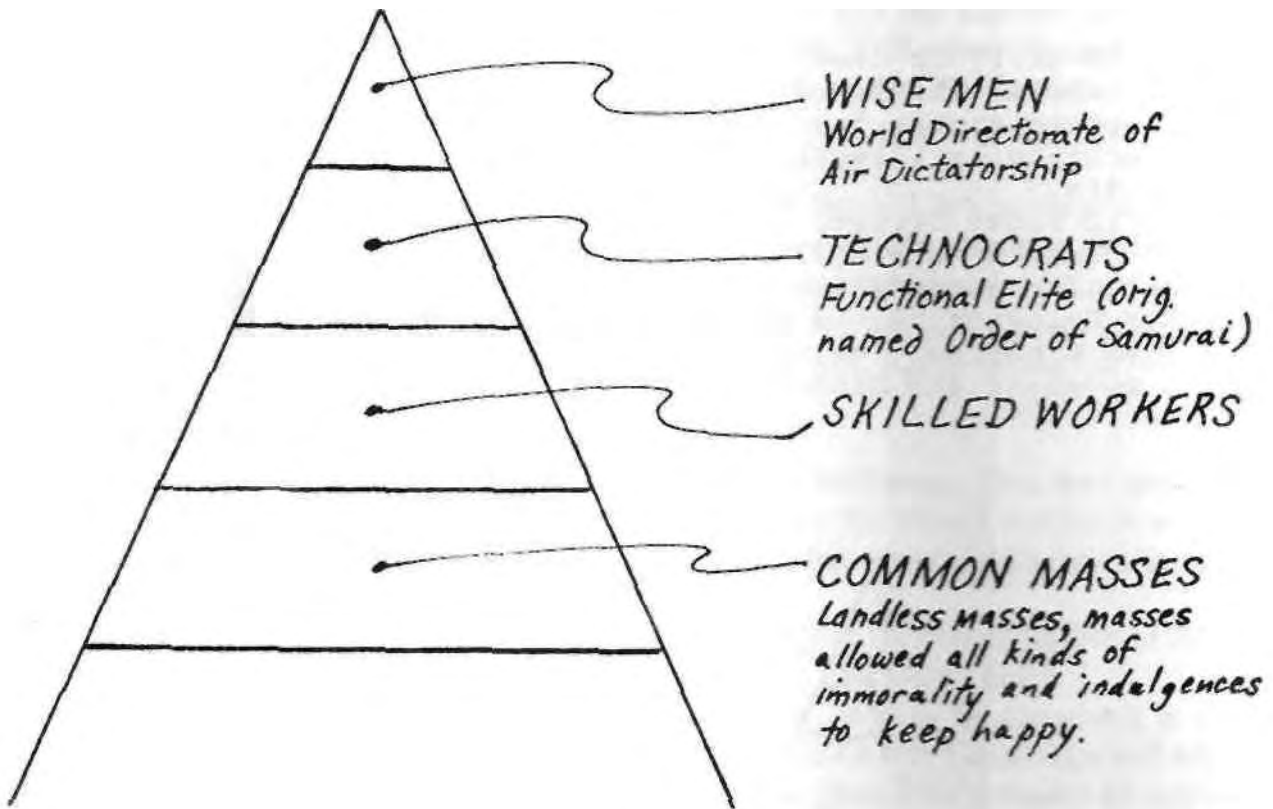 WISE MEN
World Directorate of
Air Dictatorship
TECHNOCRATS
Functional Elite (orig.
named Order of Samurai)
SKILLED WORKERS
COMMON MASSES
Landless masses, masses
allowed all kinds of
immorality and indulgences
to keep happy.